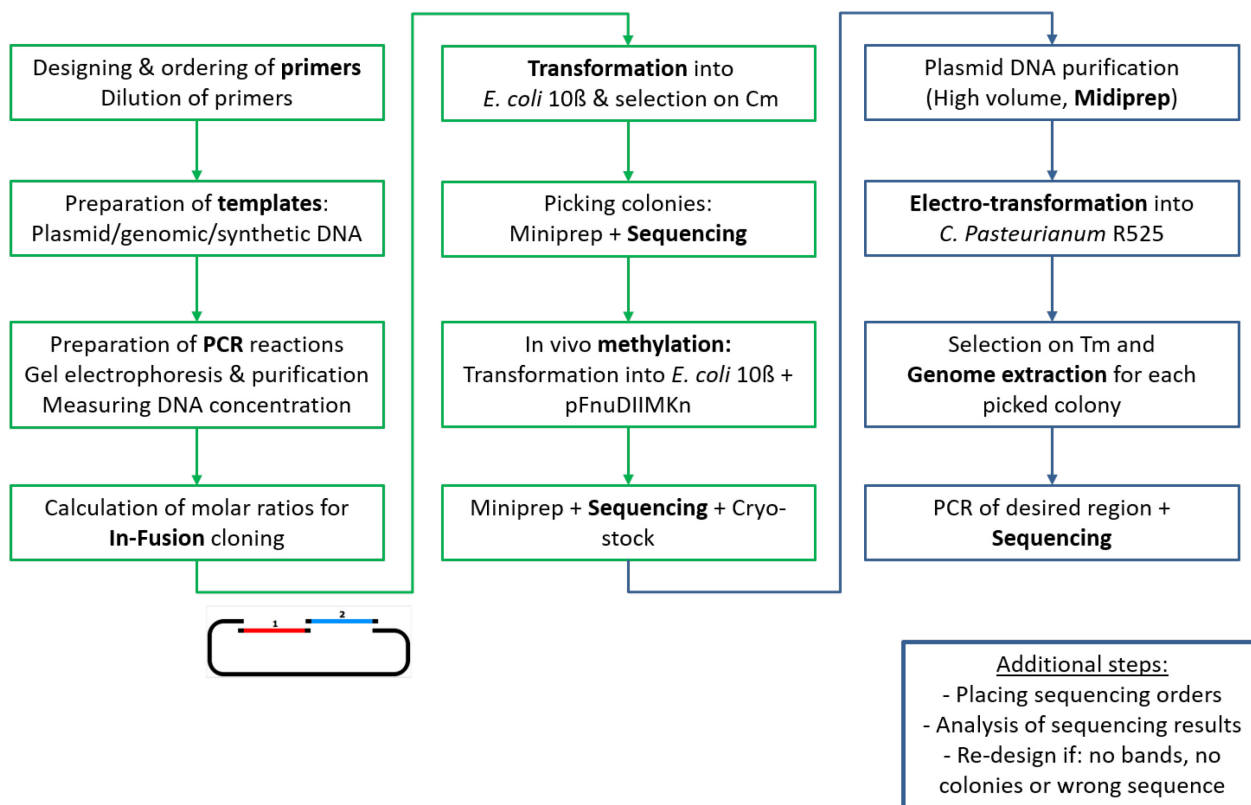 Designing & ordering of primers
Dilution of primers
Preparation of templates:
Plasmid/genomic/synthetic DNA
Preparation of PCR reactions
Gel electrophoresis & purification
Measuring DNA concentration
Calculation of molar ratios for
In-Fusion cloning
1
2
Transformation into
E. coli 10ß & selection on Cm
Picking colonies:
Miniprep + Sequencing
In vivo methylation:
Transformation into E. coli 10ß +
pFnuDIIMKn
Miniprep + Sequencing + Cryo-
stock
Plasmid DNA purification
(High volume, Midiprep)
Electro-transformation into
C. Pasteurianum R525
Selection on Tm and
Genome extraction for each
picked colony
PCR of desired region +
Sequencing
Additional steps:
- Placing sequencing orders
- Analysis of sequencing results
- Re-design if: no bands, no
colonies or wrong sequence